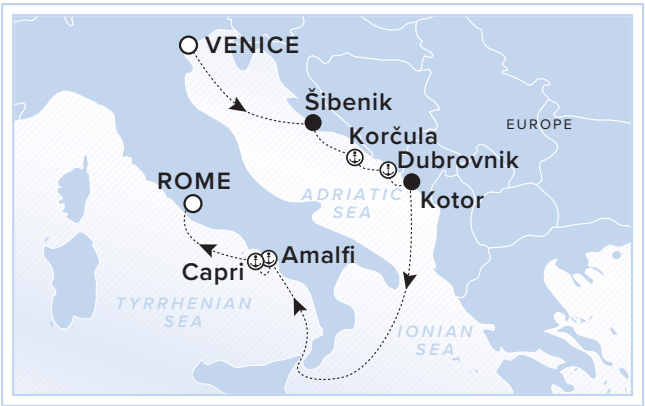 VENICE
Šibenik
EUROPE
Korčula
Dubrovnik
ROME
ADRIATIC
SEA
Kotor
Amalfi
Capri
TYRRHENIAN
SEA
IONIAN
SEA